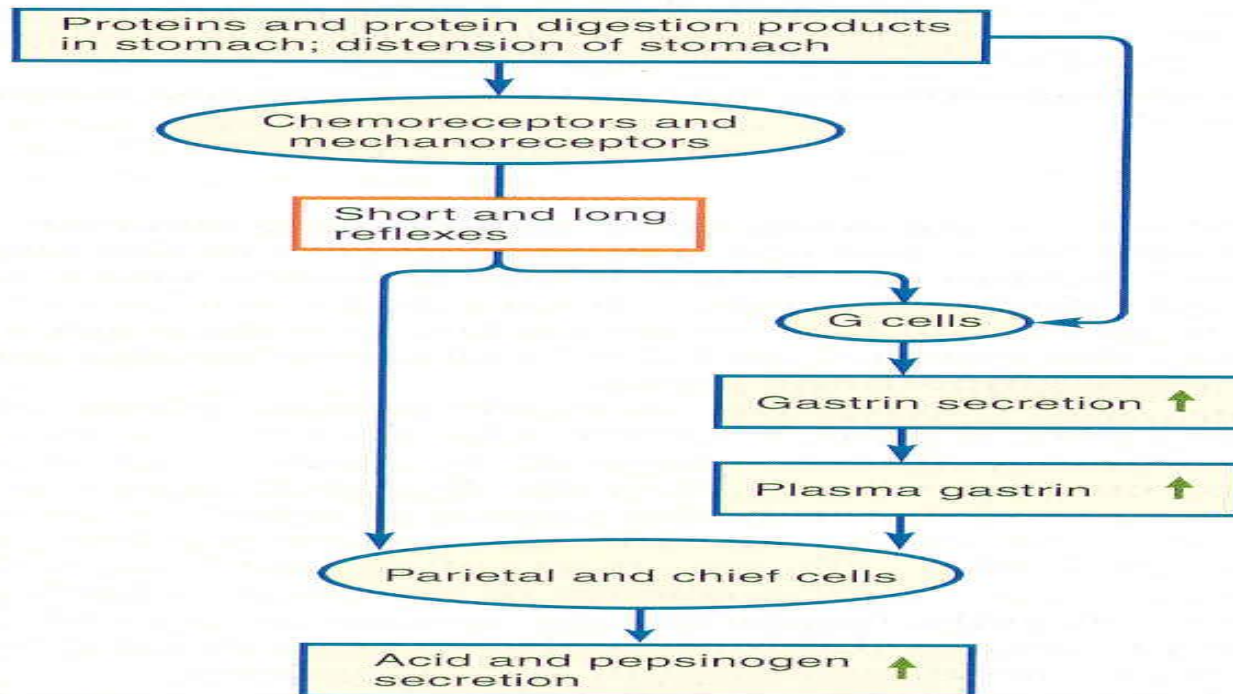 Proteins and protein digestion products
in stomach; distension of stomach
Chemoreceptors and
mechanoreceptors
Short and long
reflexes
G cells
Gastrin secretion ↑
Plasma gastrin ↑
Parietal and chief cells
Acid and pepsinogen ↑
secretion